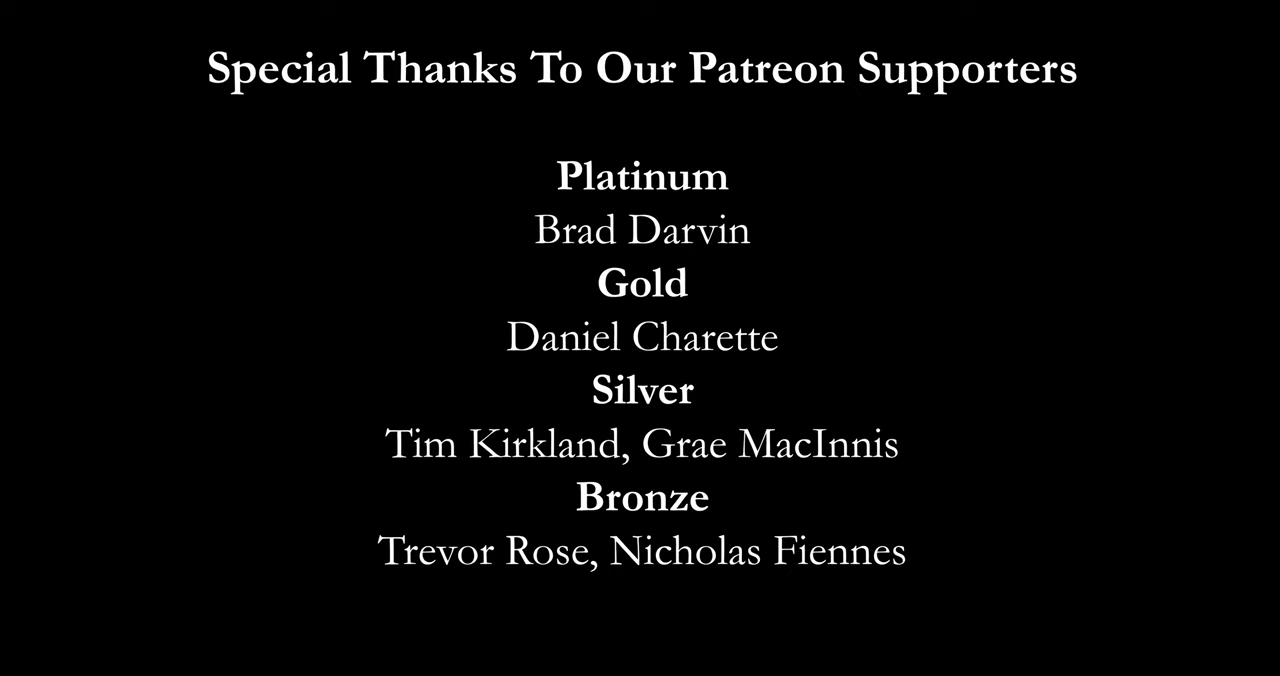 Special Thanks To Our Patreon Supporters
Platinum
Brad Darvin
Gold
Daniel Charette
Silver
Tim Kirkland, Grae MacInnis
Bronze
Trevor Rose, Nicholas Fiennes